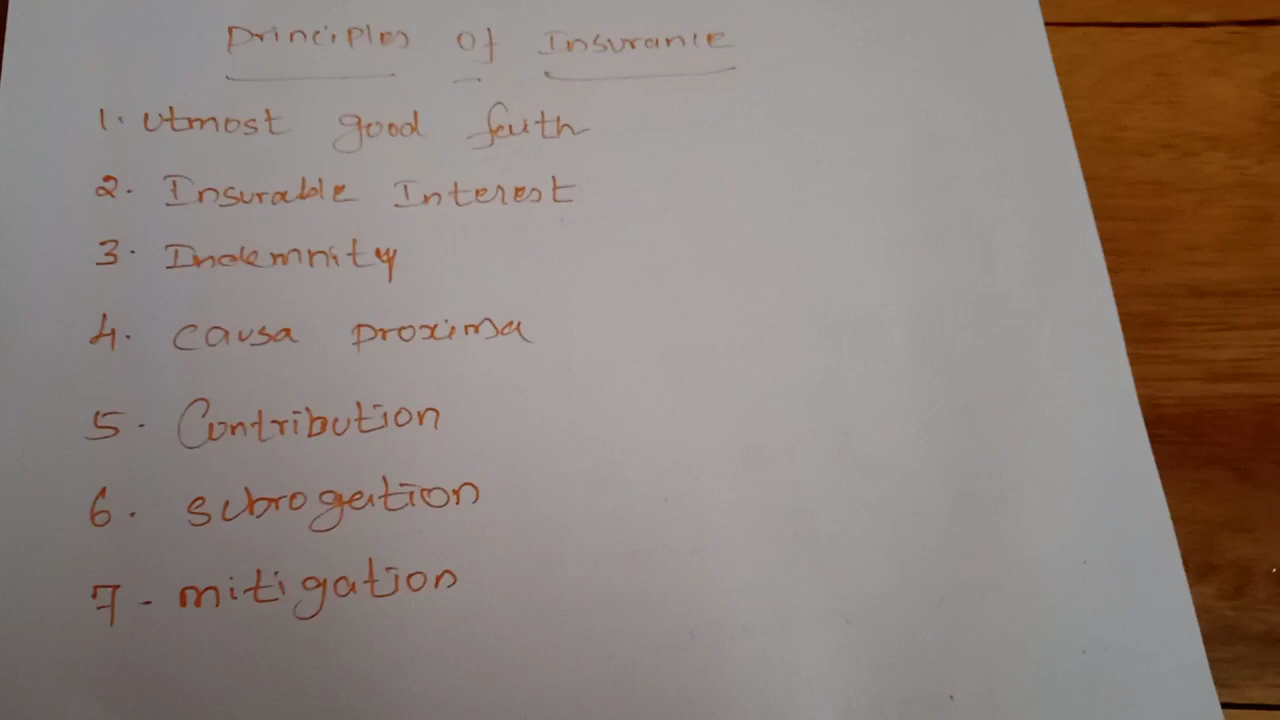 Principles of Insurance
1. Utmost good faith
2. Insurable Interest
3. Indemnity
4. causa proxima
5. Contribution
6. subrogation
7. mitigation